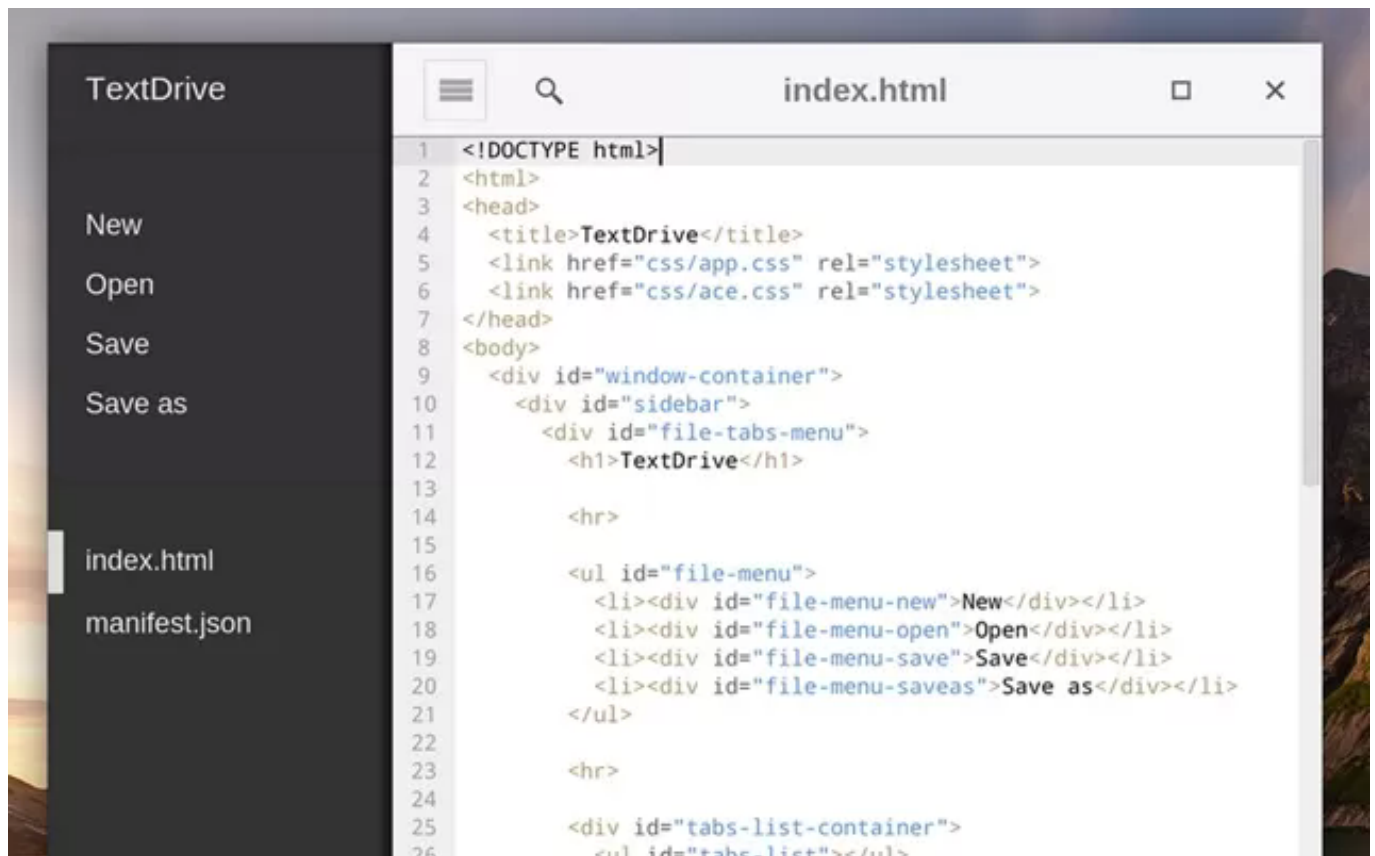 TextDrive
New
Open
Save
Save as
index.html
manifest.json
index.html
1 <!DOCTYPE html>
2 <html>
3 <head>
4   <title>TextDrive</title>
5   <link href="css/app.css" rel="stylesheet">
6   <link href="css/ace.css" rel="stylesheet">
7 </head>
8 <body>
9   <div id="window-container">
10     <div id="sidebar">
11       <div id="file-tabs-menu">
12         <h1>TextDrive</h1>
13
14         <hr>
15
16         <ul id="file-menu">
17           <li><div id="file-menu-new">New</div></li>
18           <li><div id="file-menu-open">Open</div></li>
19           <li><div id="file-menu-save">Save</div></li>
20           <li><div id="file-menu-saveas">Save as</div></li>
21         </ul>
22
23         <hr>
24
25         <div id="tabs-list-container">
26           <ul id="tabs-list"></ul>